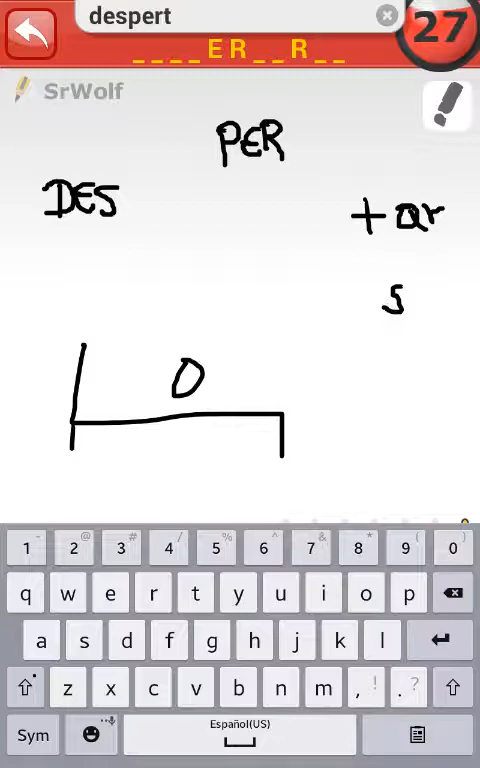 despert
27
_ _ _ _ E R _ _ R _ _
SrWolf
PER
DES
+ar
s
O
1 - 2 @ 3 # 4 / 5 % 6 ^ 7 & 8 * 9 ( 0 )
q w e r t y u i o p
a s d f g h j k l
z x c v b n m , ! . ?
Español(US)
Sym